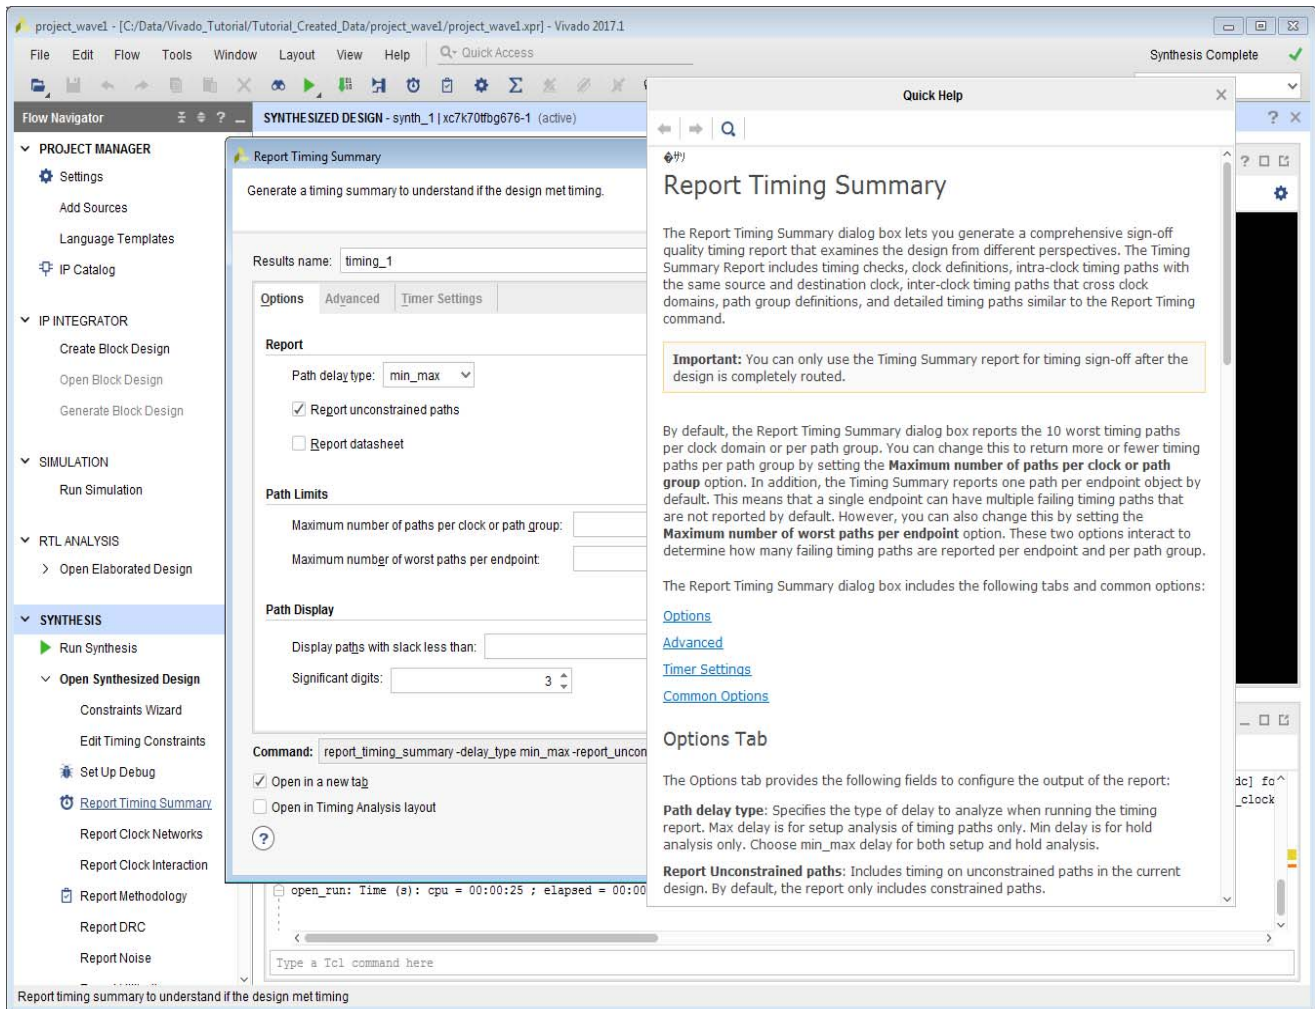 project_wave1 - [C:/Data/Vivado_Tutorial/Tutorial_Created_Data/project_wave1/project_wave1.xpr] - Vivado 2017.1
File Edit Flow Tools Window Layout View Help Quick Access
Synthesis Complete
Flow Navigator
SYNTHESIZED DESIGN - synth_1 | xc7k70tfbg676-1 (active)
PROJECT MANAGER
Settings
Add Sources
Language Templates
IP Catalog
IP INTEGRATOR
Create Block Design
Open Block Design
Generate Block Design
SIMULATION
Run Simulation
RTL ANALYSIS
Open Elaborated Design
SYNTHESIS
Run Synthesis
Open Synthesized Design
Constraints Wizard
Edit Timing Constraints
Set Up Debug
Report Timing Summary
Report Clock Networks
Report Clock Interaction
Report Methodology
Report DRC
Report Noise
Report Timing Summary
Generate a timing summary to understand if the design met timing.
Results name: timing_1
Options Advanced Timer Settings
Report
Path delay type: min_max
Report unconstrained paths
Report datasheet
Path Limits
Maximum number of paths per clock or path group:
Maximum number of worst paths per endpoint:
Path Display
Display paths with slack less than:
Significant digits: 3
Command: report_timing_summary -delay_type min_max -report_uncon
Open in a new tab
Open in Timing Analysis layout
?
Quick Help
Report Timing Summary
The Report Timing Summary dialog box lets you generate a comprehensive sign-off
quality timing report that examines the design from different perspectives. The Timing
Summary Report includes timing checks, clock definitions, intra-clock timing paths with
the same source and destination clock, inter-clock timing paths that cross clock
domains, path group definitions, and detailed timing paths similar to the Report Timing
command.
Important: You can only use the Timing Summary report for timing sign-off after the
design is completely routed.
By default, the Report Timing Summary dialog box reports the 10 worst timing paths
per clock domain or per path group. You can change this to return more or fewer timing
paths per path group by setting the Maximum number of paths per clock or path
group option. In addition, the Timing Summary reports one path per endpoint object by
default. This means that a single endpoint can have multiple failing timing paths that
are not reported by default. However, you can also change this by setting the
Maximum number of worst paths per endpoint option. These two options interact to
determine how many failing timing paths are reported per endpoint and per path group.
The Report Timing Summary dialog box includes the following tabs and common options:
Options
Advanced
Timer Settings
Common Options
Options Tab
The Options tab provides the following fields to configure the output of the report:
Path delay type: Specifies the type of delay to analyze when running the timing
report. Max delay is for setup analysis of timing paths only. Min delay is for hold
analysis only. Choose min_max delay for both setup and hold analysis.
Report Unconstrained paths: Includes timing on unconstrained paths in the current
design. By default, the report only includes constrained paths.
dc] fo
_clock
open_run: Time (s): cpu = 00:00:25 ; elapsed = 00:00
Type a Tcl command here
Report timing summary to understand if the design met timing